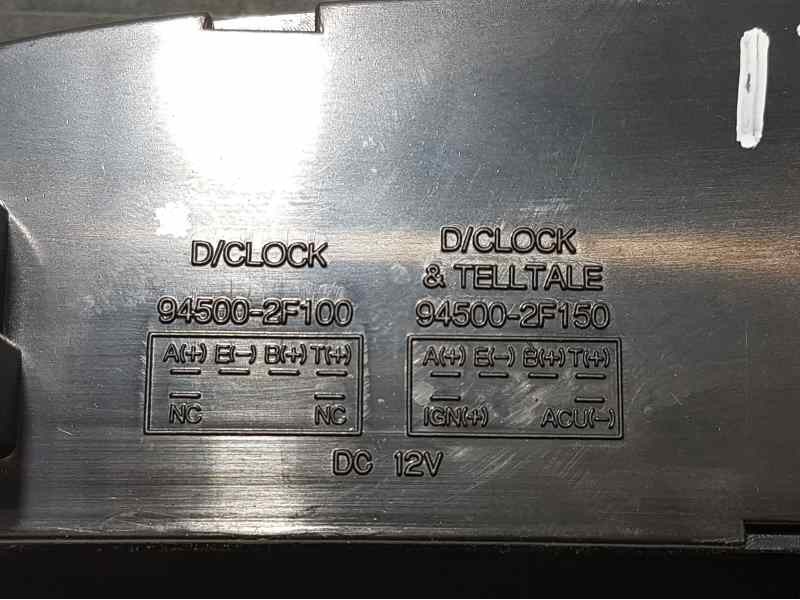 D/CLOCK
94500-2F100
A(+) E(-) B(+) T(+)
NC NC
D/CLOCK
& TELLTALE
94500-2F150
A(+) E(-) B(+) T(+)
IGN(+) ACU(-)
DC 12V